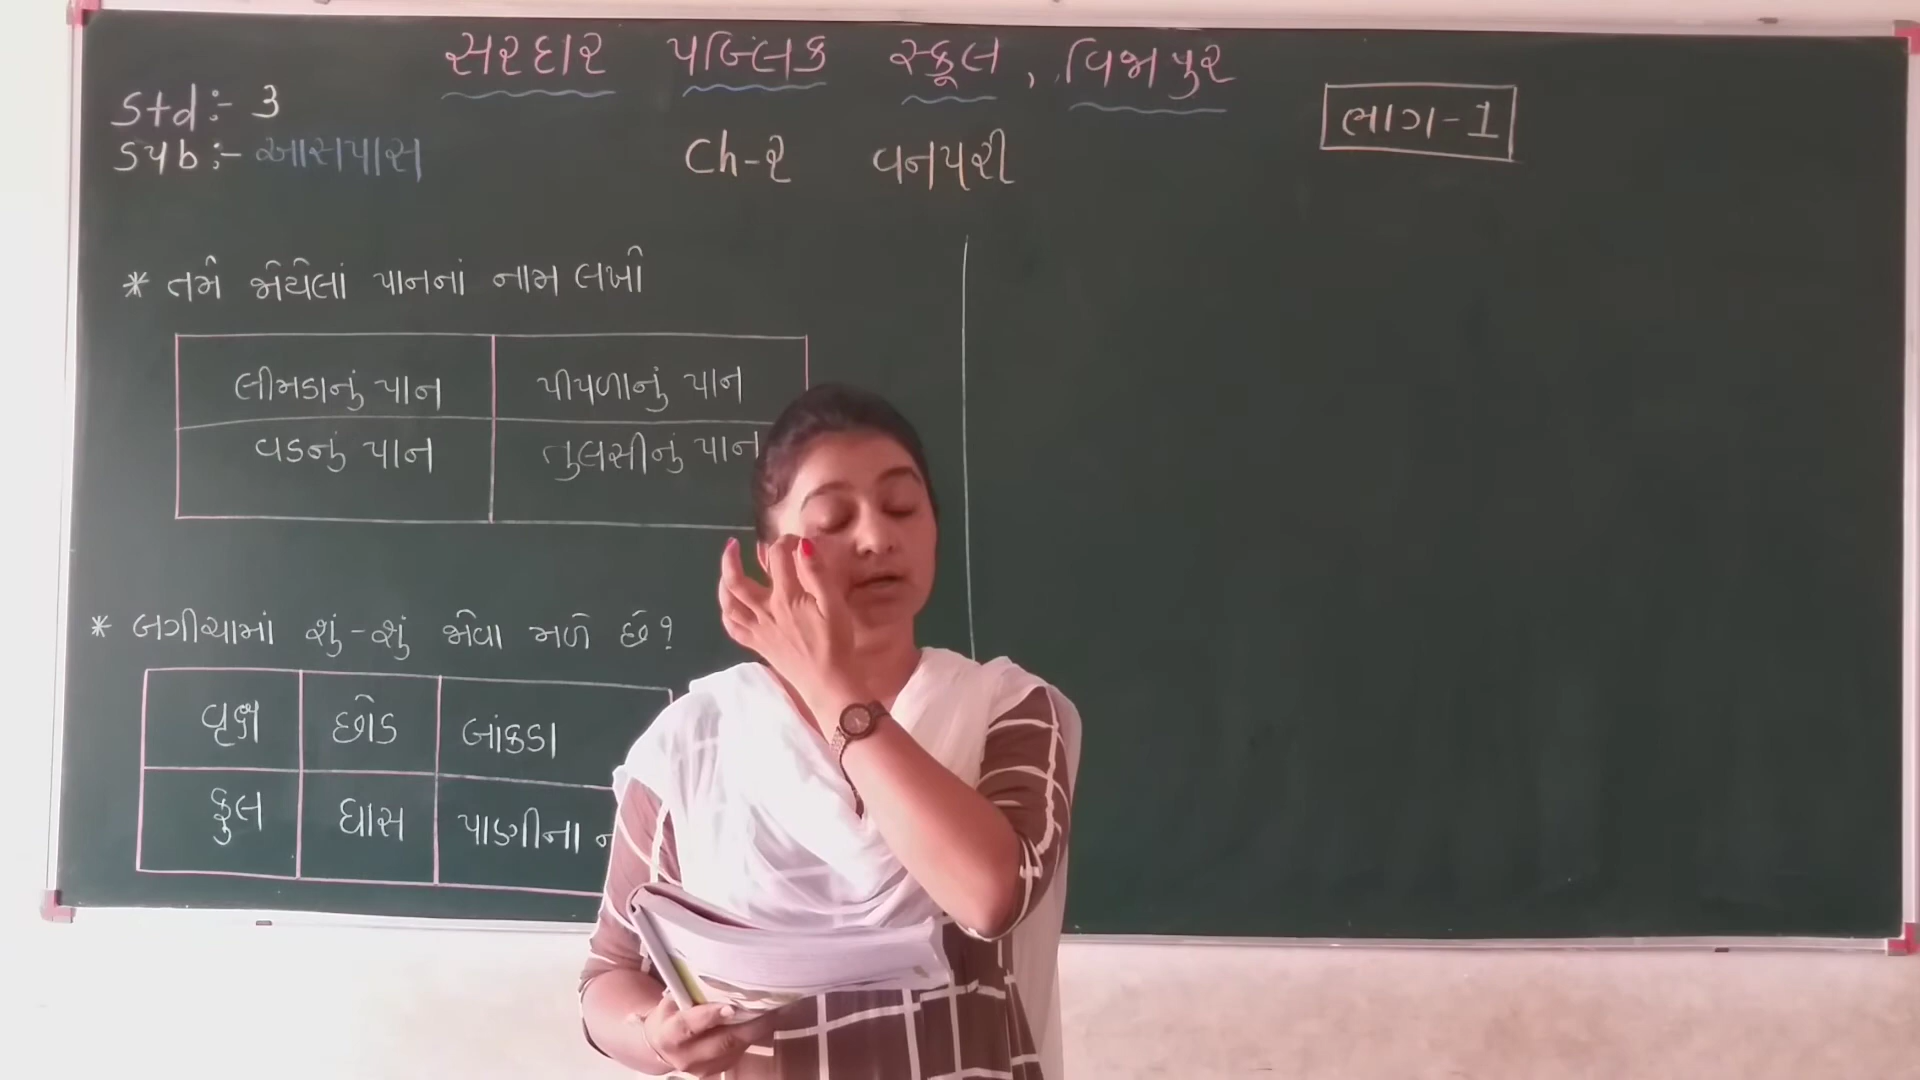 સરદાર પબ્લિક સ્કૂલ, વિજાપુર
Std :- 3
Sub :- આસપાસ
Ch-૨ વનપરી
ભાગ-1
* તમે જોયેલાં પાનનાં નામ લખો
લીમડાનું પાન પીપળાનું પાન
વડનું પાન તુલસીનું પાન
* બગીચામાં શું-શું જોવા મળે છે?
વૃક્ષ છોડ બાંકડા
ફુલ ઘાસ પાણીના